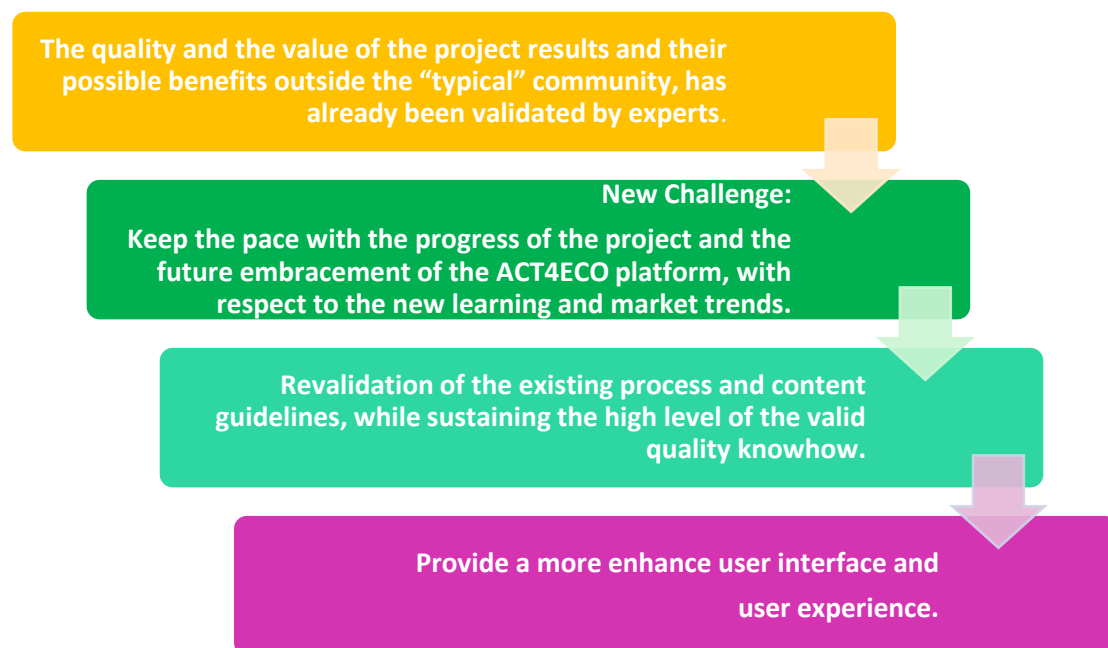 The quality and the value of the project results and their
possible benefits outside the “typical” community, has
already been validated by experts.
New Challenge:
Keep the pace with the progress of the project and the
future embracement of the ACT4ECO platform, with
respect to the new learning and market trends.
Revalidation of the existing process and content
guidelines, while sustaining the high level of the valid
quality knowhow.
Provide a more enhance user interface and
user experience.